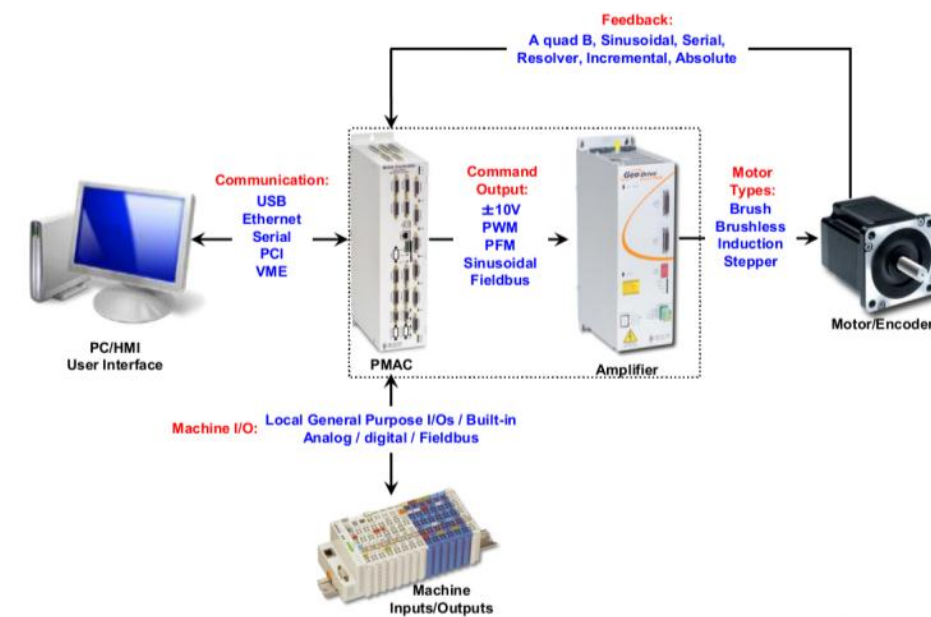 Feedback:
A quad B, Sinusoidal, Serial,
Resolver, Incremental, Absolute
Communication:
USB
Ethernet
Serial
PCI
VME
Command
Output:
±10V
PWM
PFM
Sinusoidal
Fieldbus
Geo Drive
Motor
Types:
Brush
Brushless
Induction
Stepper
PC/HMI
User Interface
PMAC
Amplifier
Motor/Encoder
Machine I/O:
Local General Purpose I/Os / Built-in
Analog / digital / Fieldbus
Machine
Inputs/Outputs